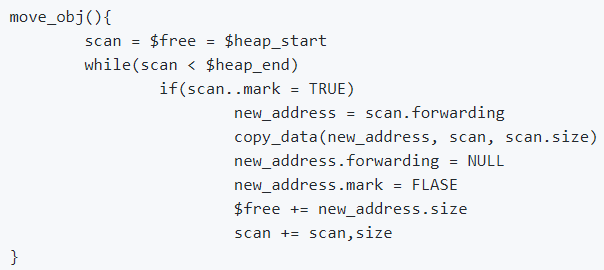 move_obj(){
scan = $free = $heap_start
while(scan < $heap_end)
if(scan..mark = TRUE)
new_address = scan.forwarding
copy_data(new_address, scan, scan.size)
new_address.forwarding = NULL
new_address.mark = FLASE
$free += new_address.size
scan += scan,size
}